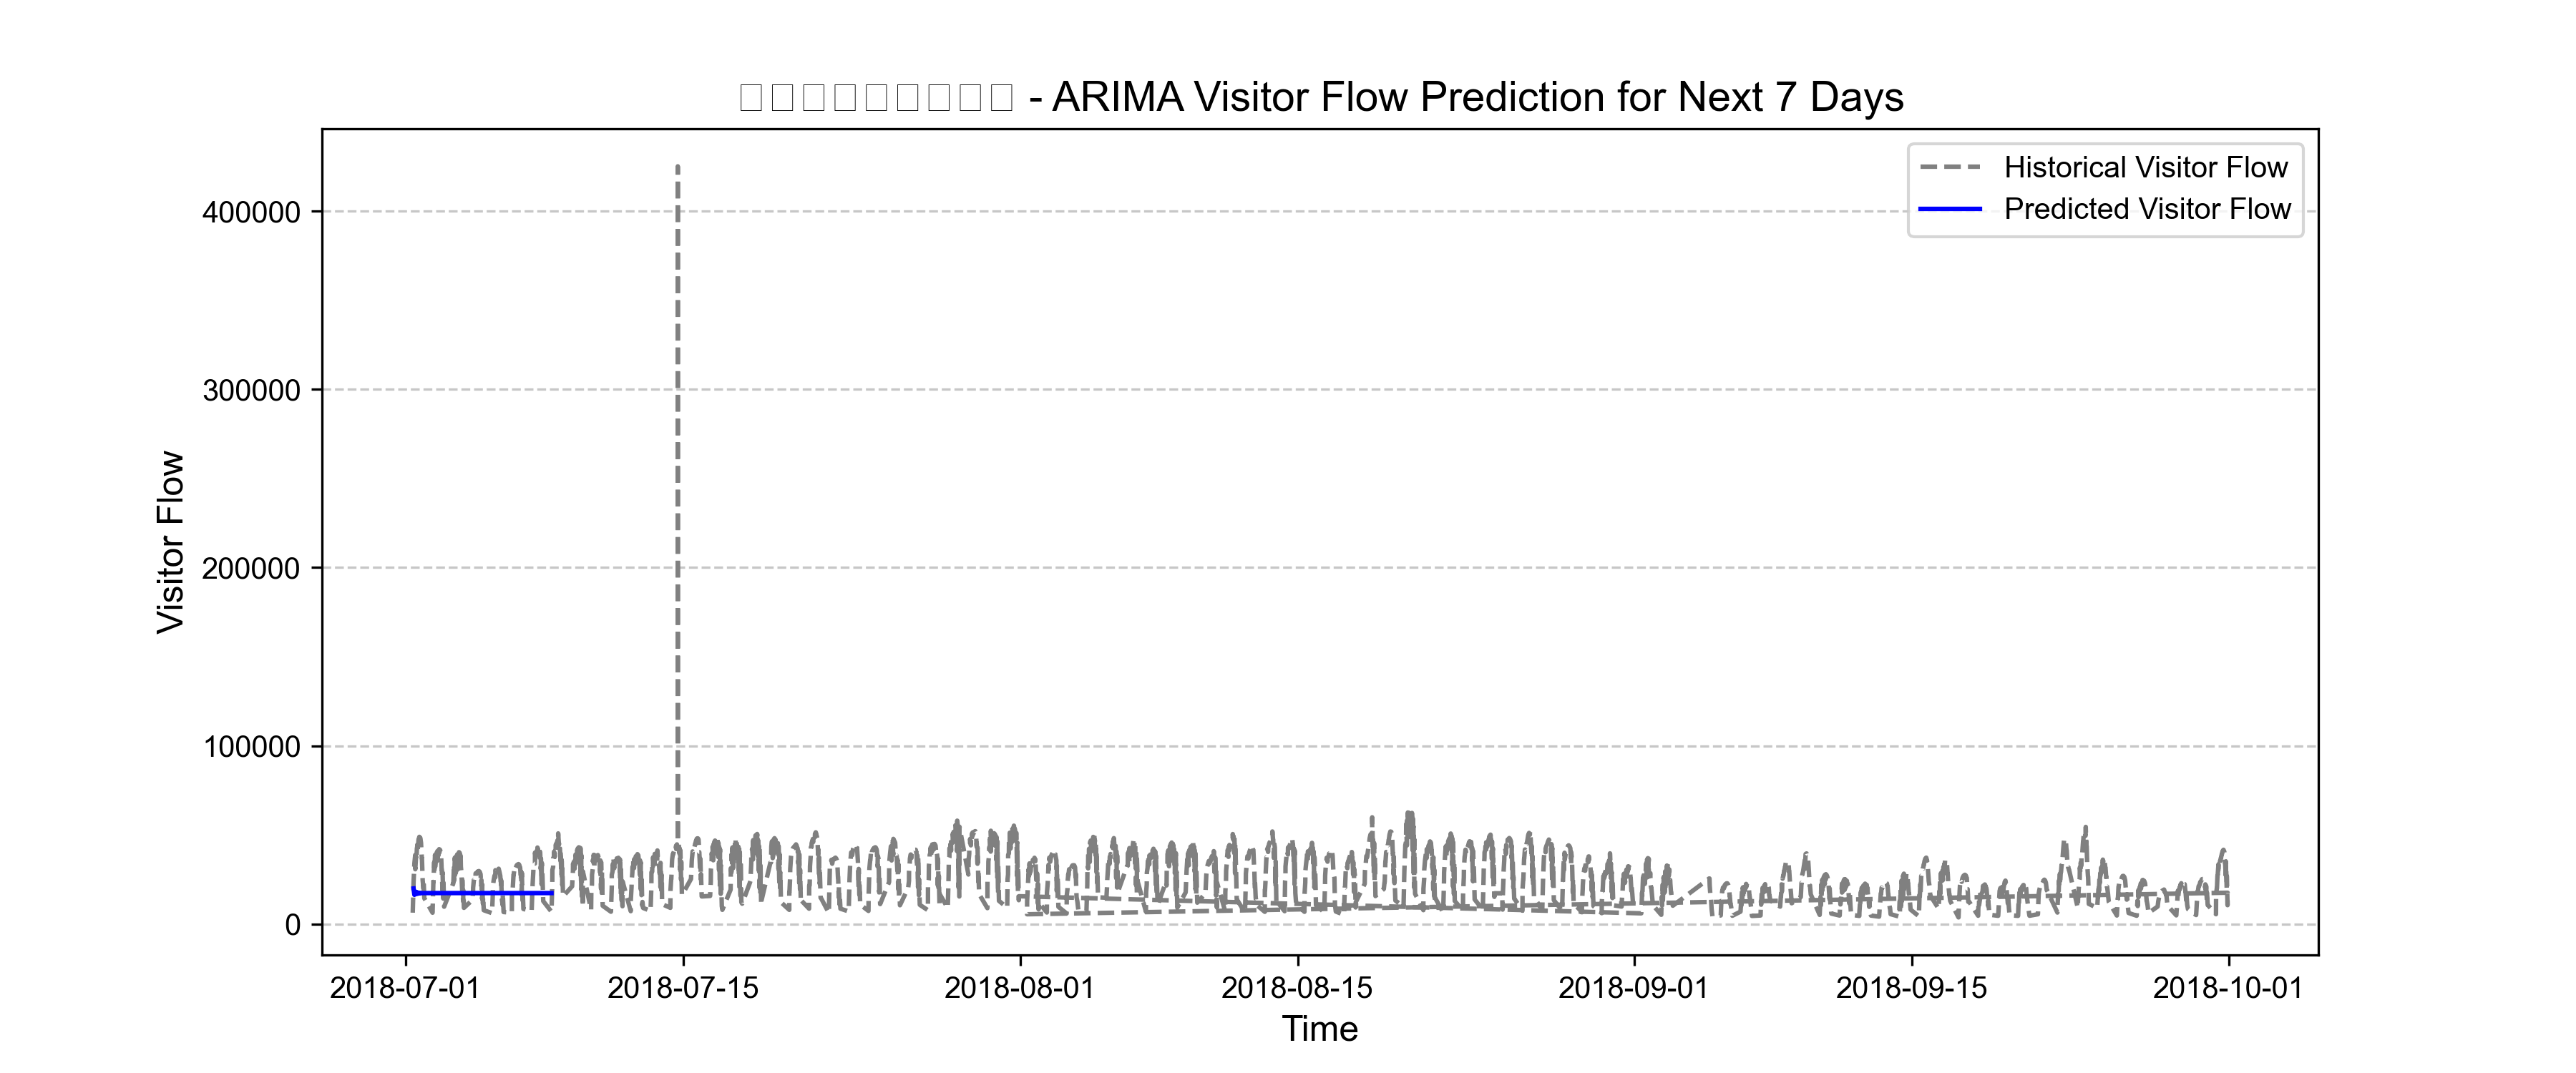 - ARIMA Visitor Flow Prediction for Next 7 Days
Historical Visitor Flow
Predicted Visitor Flow
Visitor Flow
400000
300000
200000
100000
0
2018-07-01
2018-07-15
2018-08-01
2018-08-15
2018-09-01
2018-09-15
2018-10-01
Time